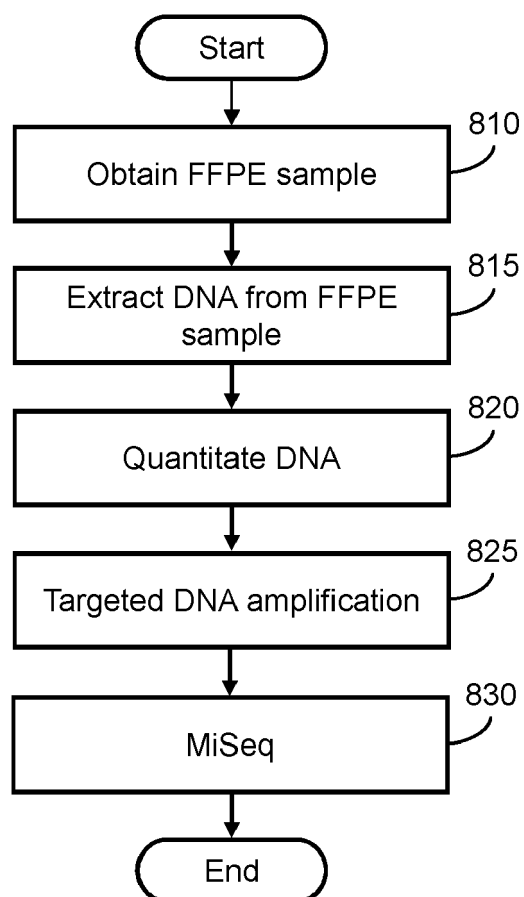 Start
810
Obtain FFPE sample
815
Extract DNA from FFPE
sample
820
Quantitate DNA
825
Targeted DNA amplification
830
MiSeq
End